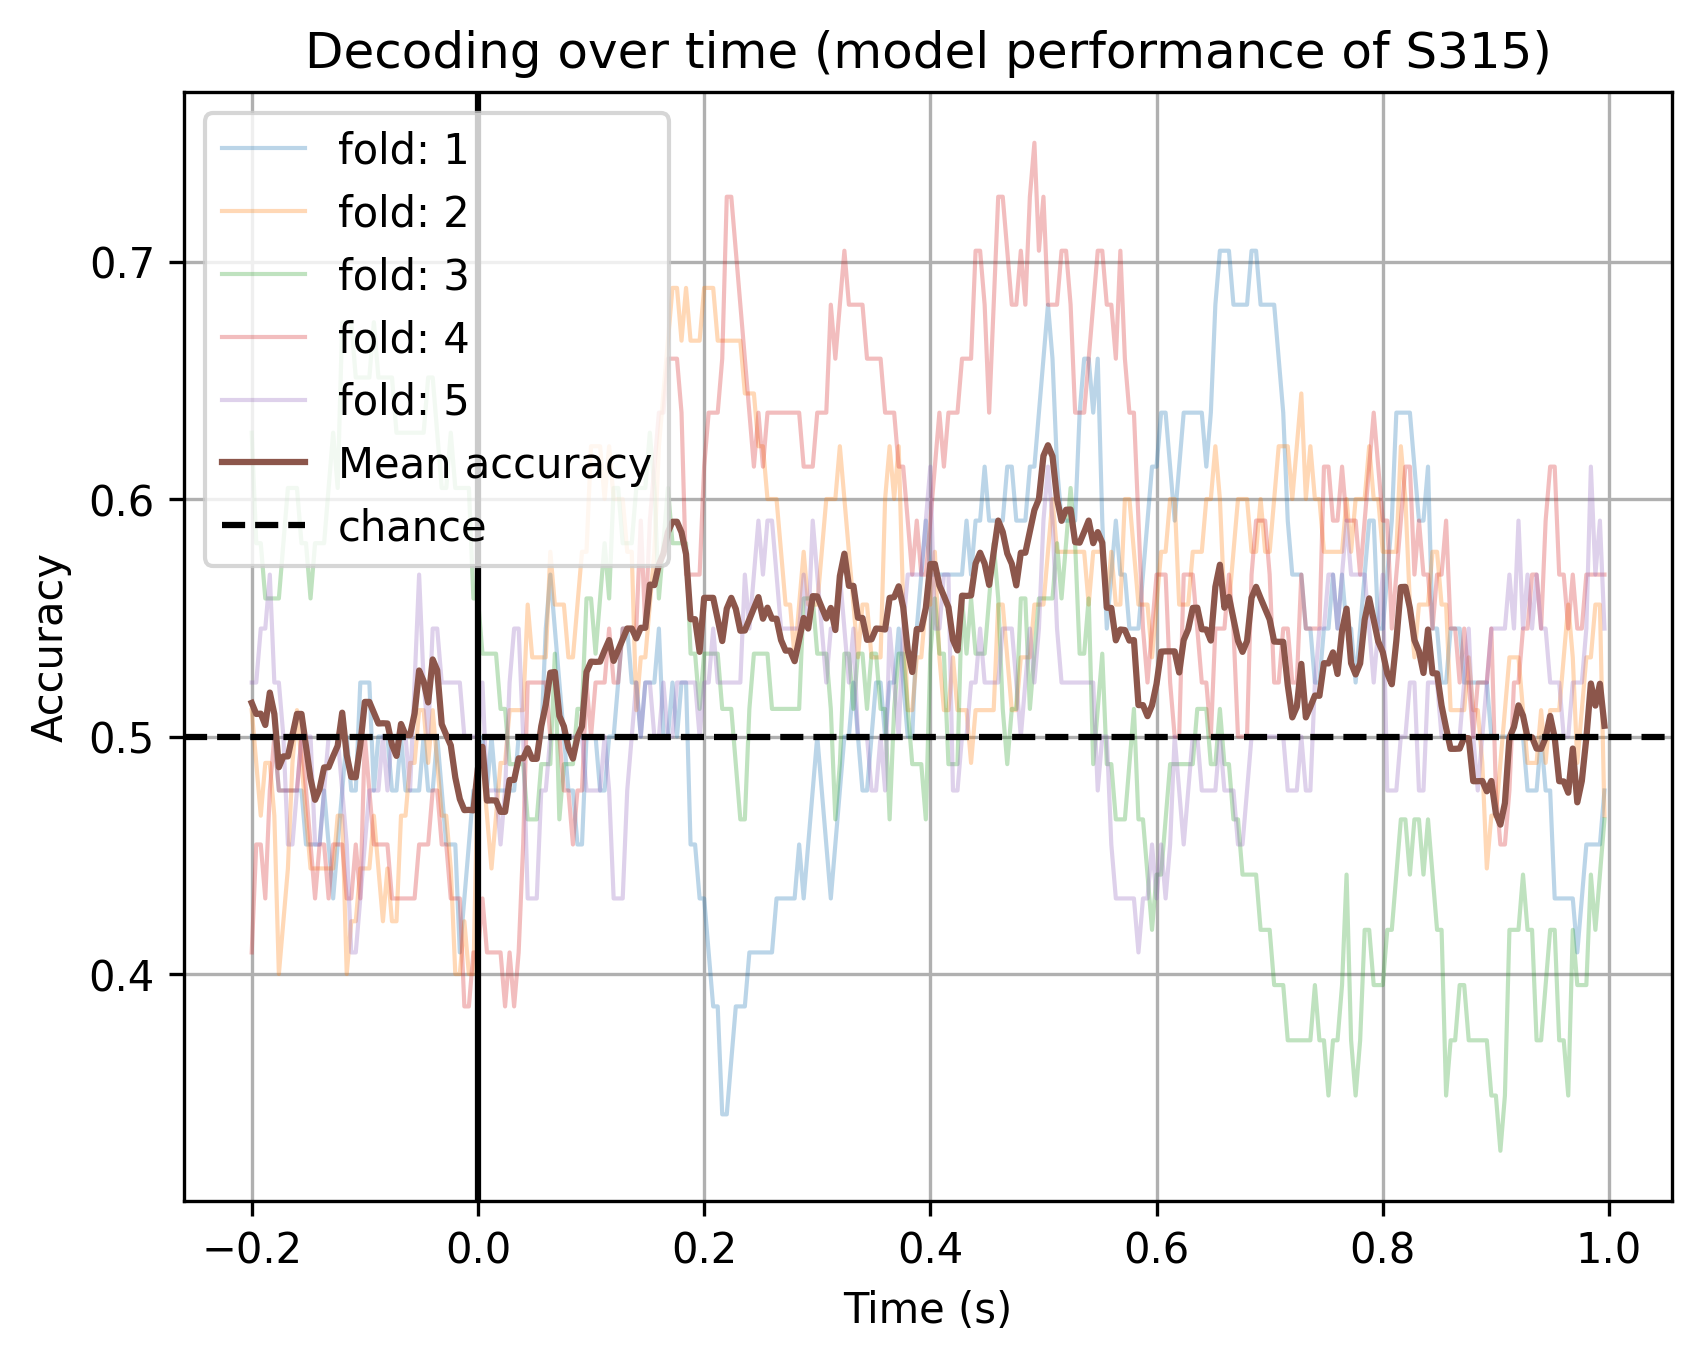 Decoding over time (model performance of S315)
fold: 1
fold: 2
fold: 3
fold: 4
fold: 5
Mean accuracy
chance
Accuracy
0.7
0.6
0.5
0.4
−0.2
0.0
0.2
0.4
0.6
0.8
1.0
Time (s)